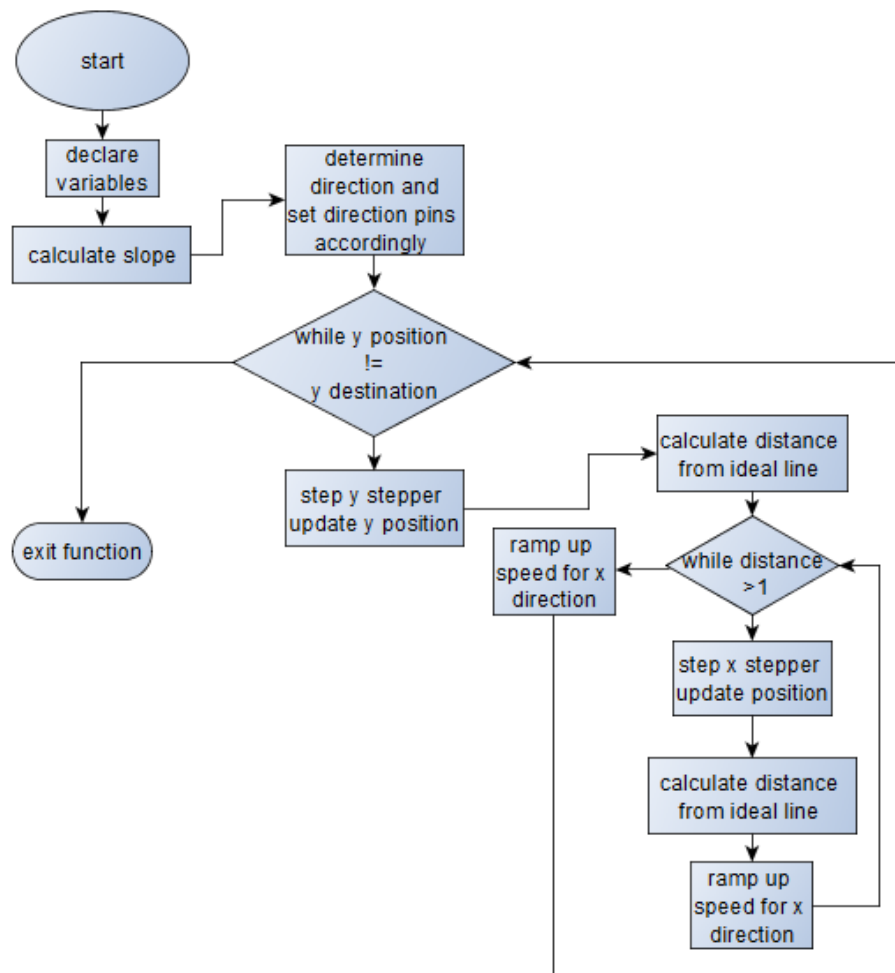 start
declare
variables
calculate slope
determine
direction and
set direction pins
accordingly
while y position
!=
y destination
exit function
step y stepper
update y position
calculate distance
from ideal line
while distance
>1
ramp up
speed for x
direction
step x stepper
update position
calculate distance
from ideal line
ramp up
speed for x
direction